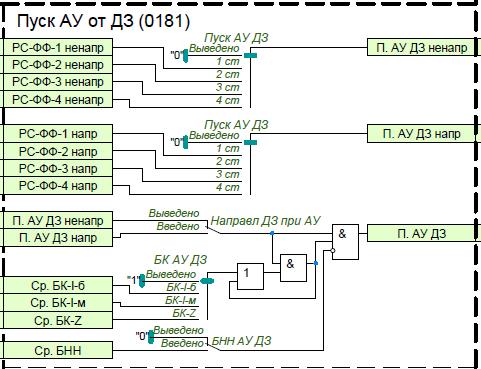 Пуск АУ от ДЗ (0181)
Пуск АУ ДЗ
РС-ФФ-1 ненапр
"0" Выведено
П. АУ ДЗ ненапр
РС-ФФ-2 ненапр
1 ст
РС-ФФ-3 ненапр
2 ст
3 ст
РС-ФФ-4 ненапр
4 ст
Пуск АУ ДЗ
РС-ФФ-1 напр
"0" Выведено
П. АУ ДЗ напр
РС-ФФ-2 напр
1 ст
РС-ФФ-3 напр
2 ст
3 ст
РС-ФФ-4 напр
4 ст
Выведено
П. АУ ДЗ ненапр
Направл ДЗ при АУ
Введено
П. АУ ДЗ напр
&
П. АУ ДЗ
БК АУ ДЗ
&
1
"1" Выведено
Ср. БК-I-б
БК-I-б
Ср. БК-I-м
БК-I-м
Ср. БК-Z
БК-Z
"0" Выведено
Ср. БНН
Введено
БНН АУ ДЗ